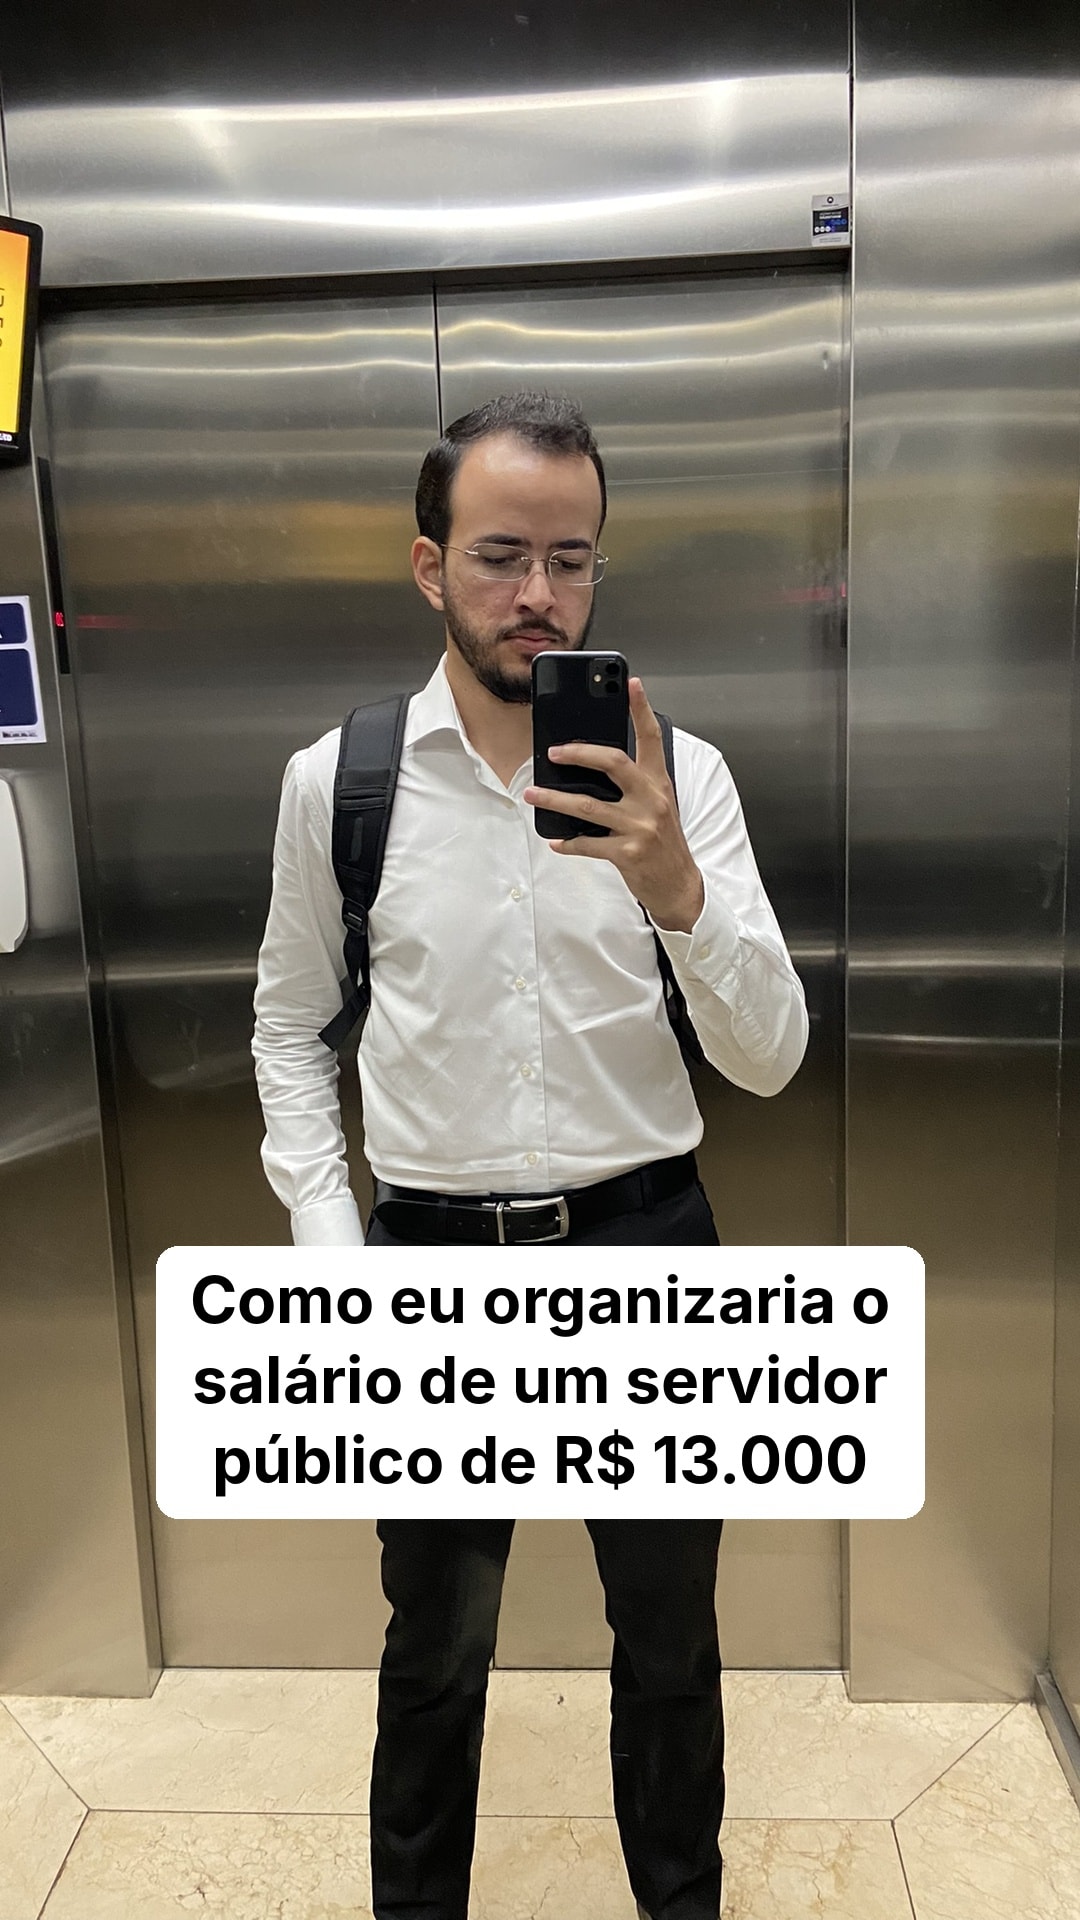 Como eu organizaria o
salário de um servidor
público de R$ 13.000